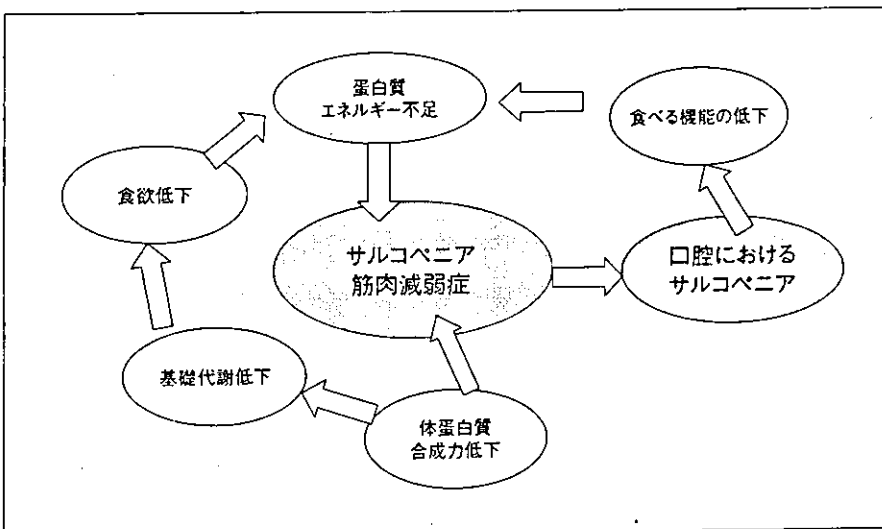 蛋白質
エネルギー不足
食べる機能の低下
食欲低下
サルコペニア
筋肉減弱症
口腔における
サルコペニア
基礎代謝低下
体蛋白質
合成力低下